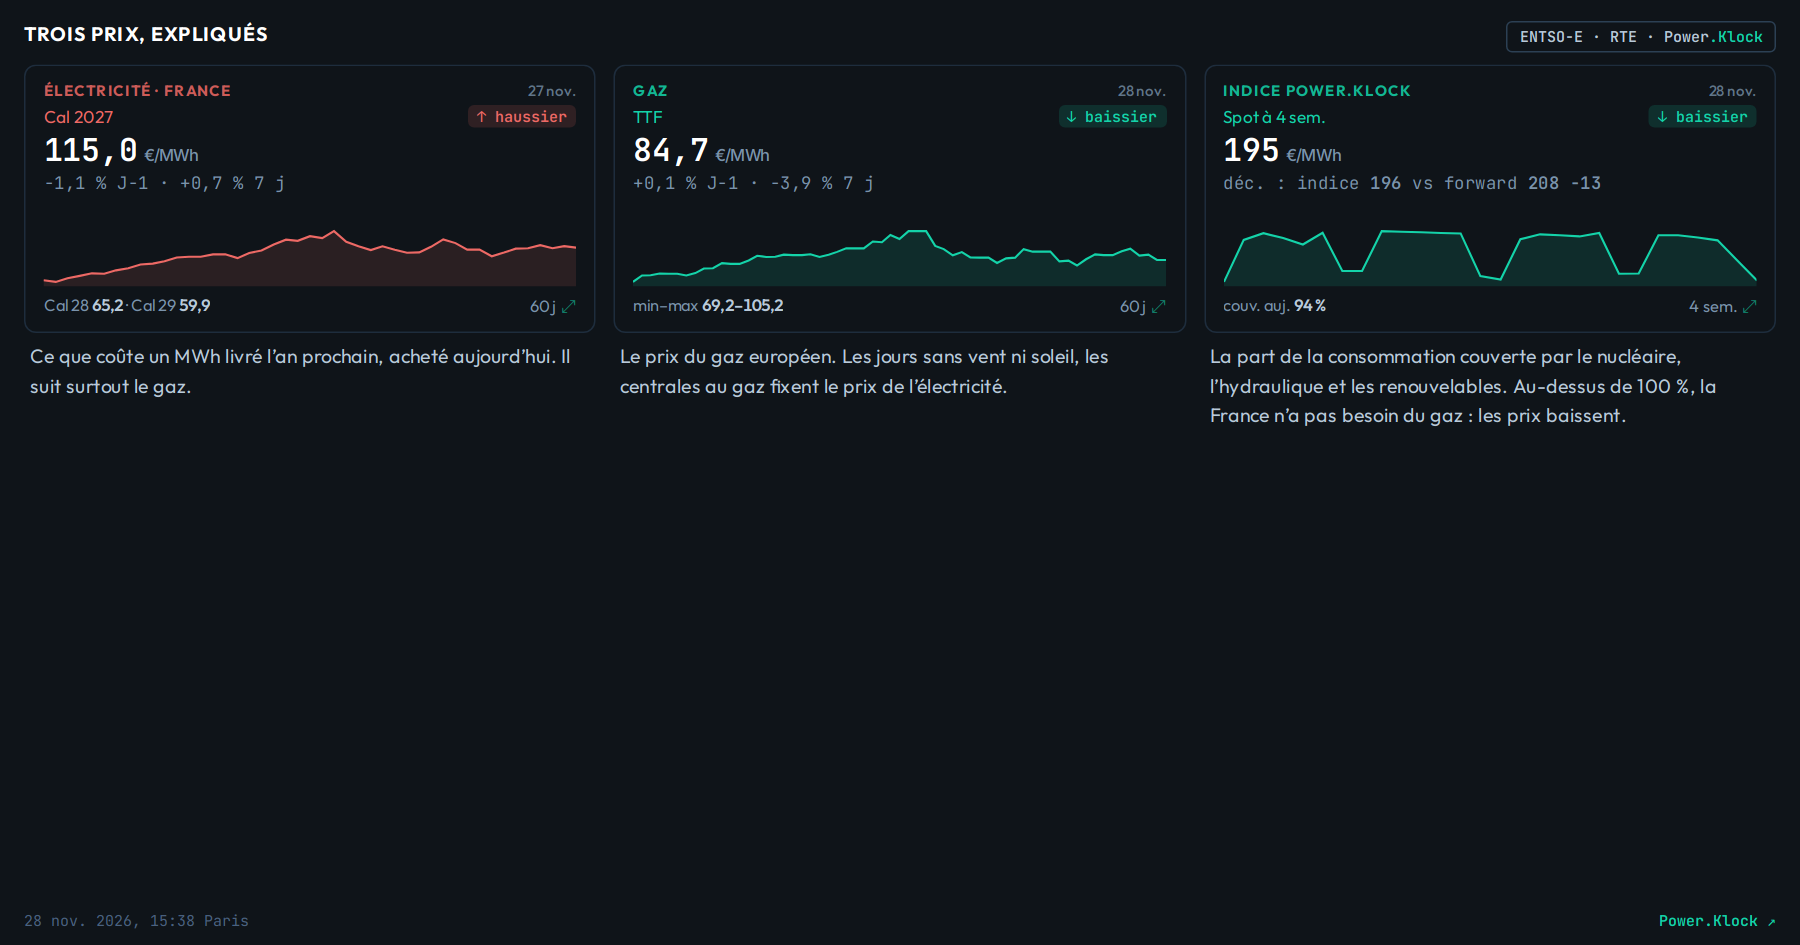 TROIS PRIX, EXPLIQUÉS
ENTSO-E · RTE · Power.Klock
ÉLECTRICITÉ · FRANCE
27 nov.
Cal 2027
↑ haussier
115,0 €/MWh
-1,1 % J-1 · +0,7 % 7 j
Cal 28 65,2 · Cal 29 59,9
60 j ⤢
Ce que coûte un MWh livré l’an prochain, acheté aujourd’hui. Il
suit surtout le gaz.
GAZ
28 nov.
TTF
↓ baissier
84,7 €/MWh
+0,1 % J-1 · -3,9 % 7 j
min–max 69,2–105,2
60 j ⤢
Le prix du gaz européen. Les jours sans vent ni soleil, les
centrales au gaz fixent le prix de l’électricité.
INDICE POWER.KLOCK
28 nov.
Spot à 4 sem.
↓ baissier
195 €/MWh
déc. : indice 196 vs forward 208 -13
couv. auj. 94 %
4 sem. ⤢
La part de la consommation couverte par le nucléaire,
l’hydraulique et les renouvelables. Au-dessus de 100 %, la
France n’a pas besoin du gaz : les prix baissent.
28 nov. 2026, 15:38 Paris
Power.Klock ↗